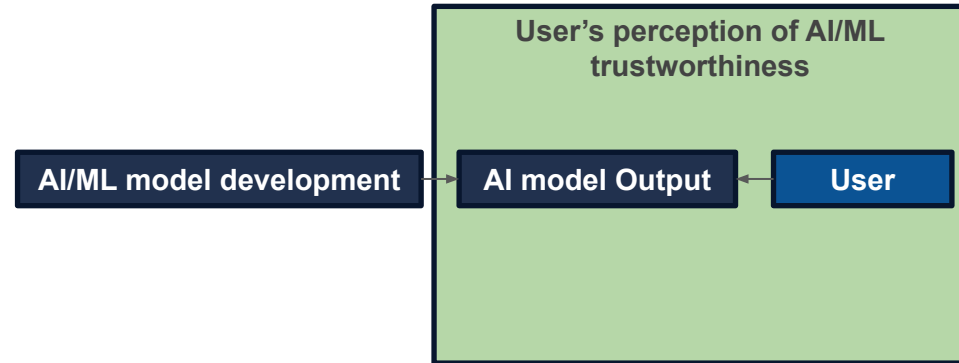 User’s perception of AI/ML
trustworthiness
AI/ML model development
AI model Output
User